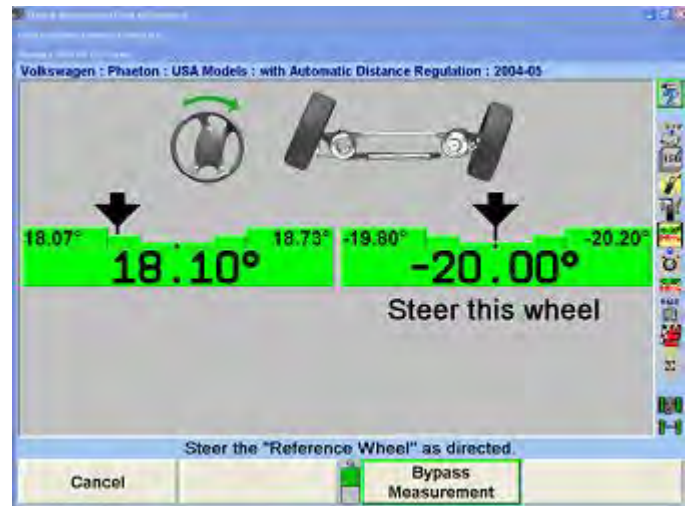 Volkswagen : Phaeton : USA Models : with Automatic Distance Regulation : 2004-05
18.07° 18.73° -19.80° -20.20°
18.10° -20.00°
Steer this wheel
Steer the "Reference Wheel" as directed.
Cancel
Bypass
Measurement